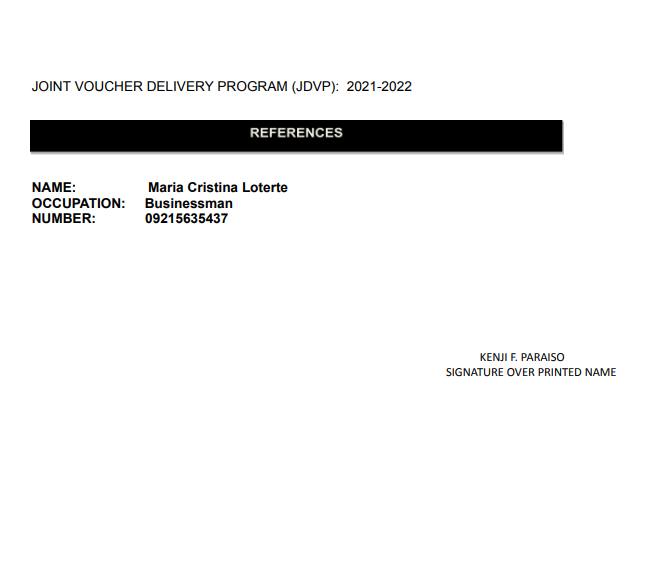 JOINT VOUCHER DELIVERY PROGRAM (JDVP):  2021-2022
REFERENCES
NAME: Maria Cristina Loterte
OCCUPATION: Businessman
NUMBER: 09215635437
KENJI F. PARAISO
SIGNATURE OVER PRINTED NAME